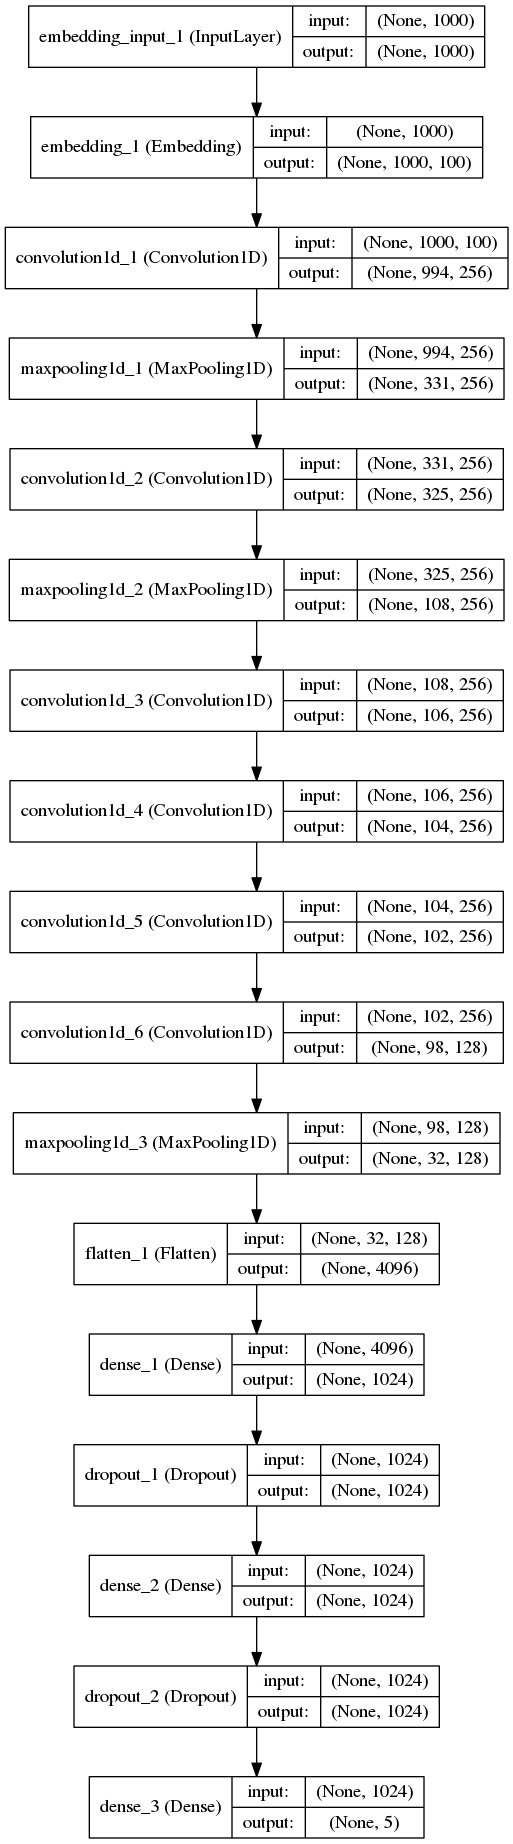 embedding_input_1 (InputLayer)
input: (None, 1000)
output: (None, 1000)
embedding_1 (Embedding)
input: (None, 1000)
output: (None, 1000, 100)
convolution1d_1 (Convolution1D)
input: (None, 1000, 100)
output: (None, 994, 256)
maxpooling1d_1 (MaxPooling1D)
input: (None, 994, 256)
output: (None, 331, 256)
convolution1d_2 (Convolution1D)
input: (None, 331, 256)
output: (None, 325, 256)
maxpooling1d_2 (MaxPooling1D)
input: (None, 325, 256)
output: (None, 108, 256)
convolution1d_3 (Convolution1D)
input: (None, 108, 256)
output: (None, 106, 256)
convolution1d_4 (Convolution1D)
input: (None, 106, 256)
output: (None, 104, 256)
convolution1d_5 (Convolution1D)
input: (None, 104, 256)
output: (None, 102, 256)
convolution1d_6 (Convolution1D)
input: (None, 102, 256)
output: (None, 98, 128)
maxpooling1d_3 (MaxPooling1D)
input: (None, 98, 128)
output: (None, 32, 128)
flatten_1 (Flatten)
input: (None, 32, 128)
output: (None, 4096)
dense_1 (Dense)
input: (None, 4096)
output: (None, 1024)
dropout_1 (Dropout)
input: (None, 1024)
output: (None, 1024)
dense_2 (Dense)
input: (None, 1024)
output: (None, 1024)
dropout_2 (Dropout)
input: (None, 1024)
output: (None, 1024)
dense_3 (Dense)
input: (None, 1024)
output: (None, 5)